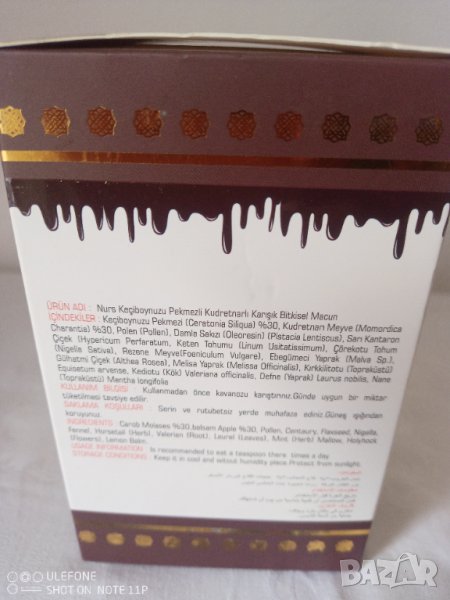 ÜRÜN ADI : Nurs Keçiboynuzu Pekmezli Kudretnarlı Karışık Bitkisel Macun
İÇİNDEKİLER : Keçiboynuzu Pekmezi (Ceratonia Siliqua) %30, Kudretnarı Meyve (Momordica
Charantia) %30, Polen (Pollen), Damla Sakızı (Oleoresin) (Pistacia Lentiscus), Sarı Kantaron
Çiçek (Hypericum Perforatum, Keten Tohumu (Linum Usitatissimum), Çörekotu Tohum
(Nigella Sativa), Rezene Meyve(Foeniculum Vulgare), Ebegümeci Yaprak (Malva Sp.),
Gülhatmi Çiçek (Althea Rosea), Melisa Yaprak (Melissa Officinalis), Kırkkilitotu (Topraküstü)
Equisetum arvense, Kediotu (Kök) Valeriana officinalis, Defne (Yaprak) Laurus nobilis, Nane
(Topraküstü) Mantha longifolia
KULLANIM BİLGİSİ : Kullanmadan önce kavanozu karıştırınız.Günde uygun bir miktar
tüketilmesi tavsiye edilir.
SAKLAMA KOŞULLARI : Serin ve rutubetsiz yerde muhafaza ediniz.Güneş ışığından
koruyunuz.
INGREDIENTS : Carob Molases %30,balsam Apple %30, Pollen, Centaury, Flaxseed, Nigella,
Fennel, Horsetail (Herb), Valerian (Root), Laurel (Leaves), Mint (Herb) Mallow, Holyhock
(Flowers), Lemon Balm.
USAGE INFORMATION : Is recommended to eat a teaspoon there times a day
STORAGE CONDITIONS : Keep it in cool and without humidity place.Protect from sunlight.
ULEFONE
SHOT ON NOTE 11P
BAZAR